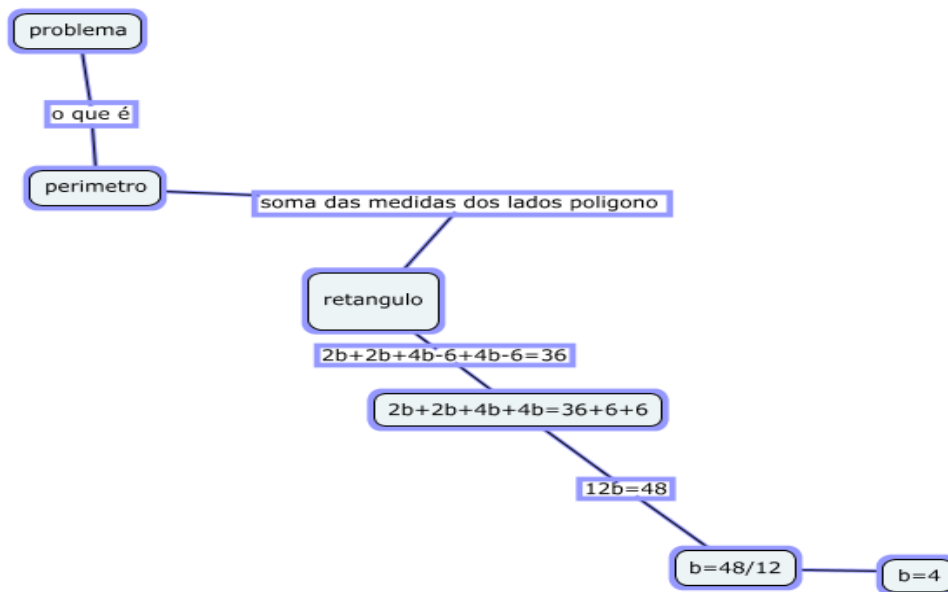 problema
o que é
perimetro
soma das medidas dos lados poligono
retangulo
2b+2b+4b-6+4b-6=36
2b+2b+4b+4b=36+6+6
12b=48
b=48/12
b=4